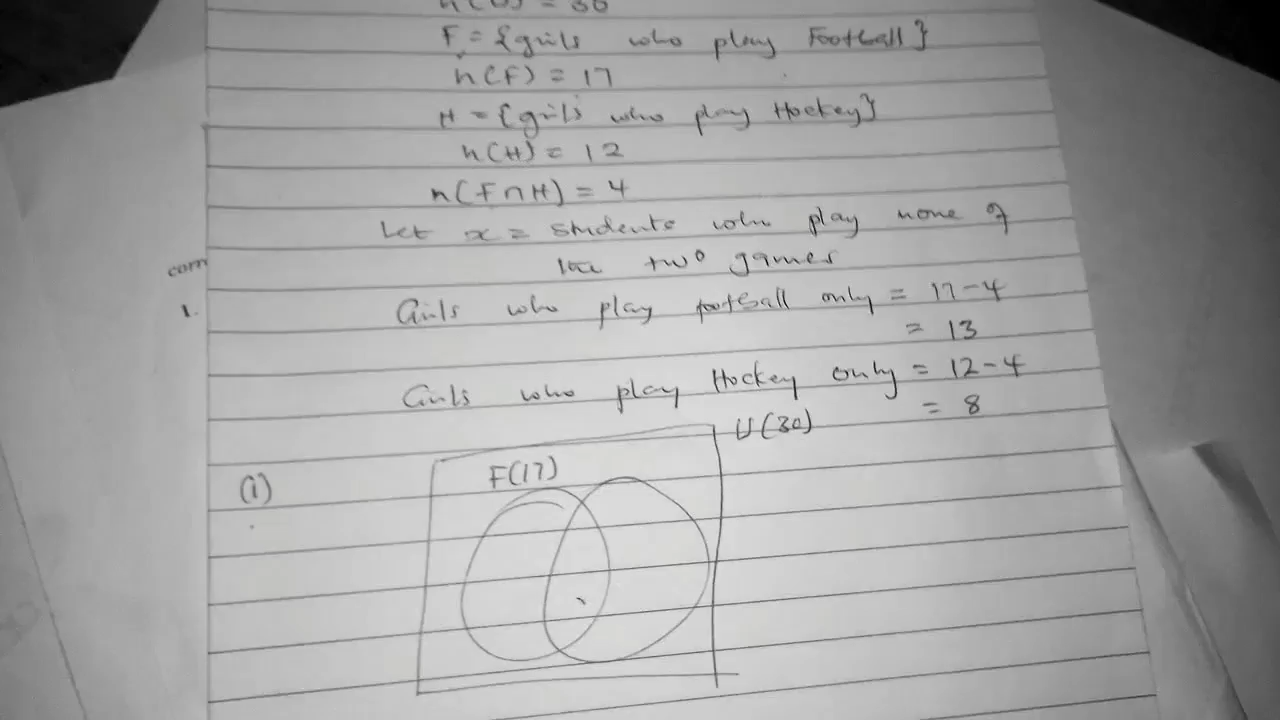 n(U) = 30
F = {girls who play Football}
n(F) = 17
H = {girls who play Hockey}
n(H) = 12
n(F∩H) = 4
Let x = students who play none of
the two games
com
1.
Girls who play football only = 17-4
= 13
Girls who play Hockey only = 12-4
= 8
U(30)
(i)
F(17)